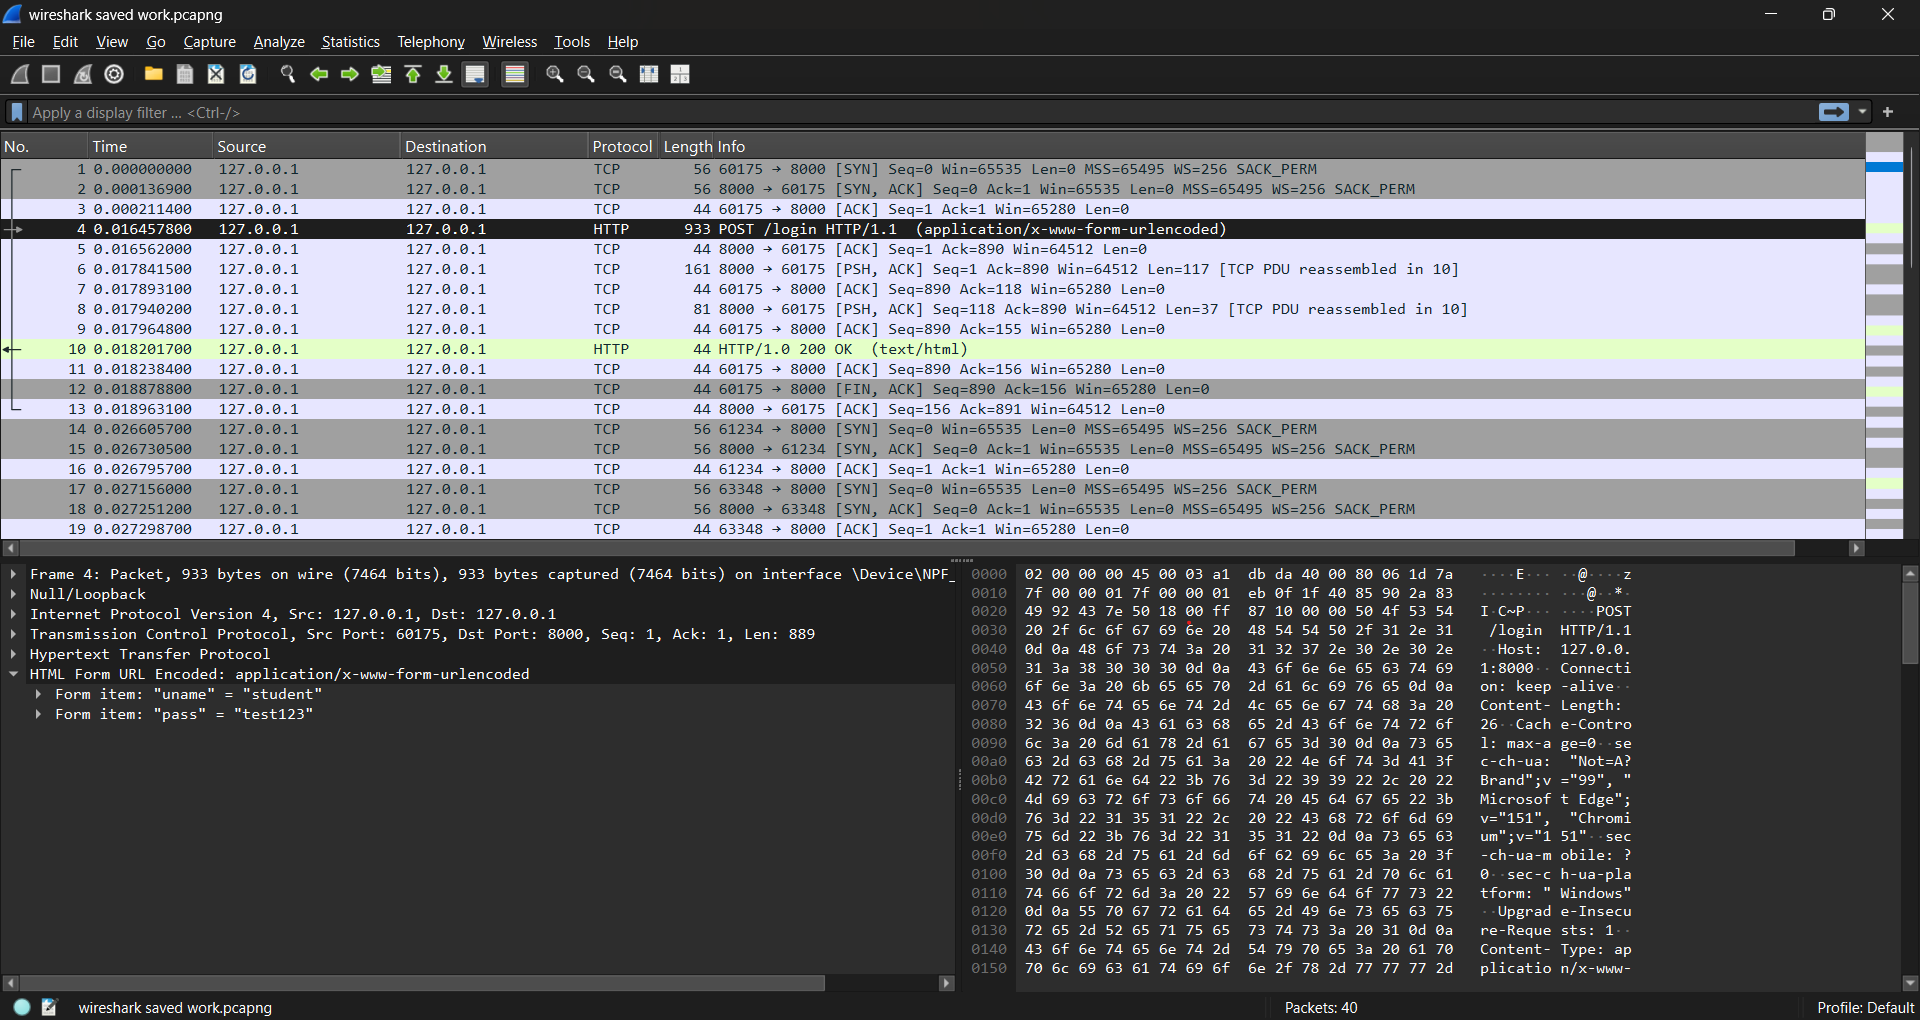 wireshark saved work.pcapng
File Edit View Go Capture Analyze Statistics Telephony Wireless Tools Help
Apply a display filter ... <Ctrl-/>
No. Time Source Destination Protocol Length Info
1 0.000000000 127.0.0.1 127.0.0.1 TCP 56 60175 → 8000 [SYN] Seq=0 Win=65535 Len=0 MSS=65495 WS=256 SACK_PERM
2 0.000136900 127.0.0.1 127.0.0.1 TCP 56 8000 → 60175 [SYN, ACK] Seq=0 Ack=1 Win=65535 Len=0 MSS=65495 WS=256 SACK_PERM
3 0.000211400 127.0.0.1 127.0.0.1 TCP 44 60175 → 8000 [ACK] Seq=1 Ack=1 Win=65280 Len=0
4 0.016457800 127.0.0.1 127.0.0.1 HTTP 933 POST /login HTTP/1.1  (application/x-www-form-urlencoded)
5 0.016562000 127.0.0.1 127.0.0.1 TCP 44 8000 → 60175 [ACK] Seq=1 Ack=890 Win=64512 Len=0
6 0.017841500 127.0.0.1 127.0.0.1 TCP 161 8000 → 60175 [PSH, ACK] Seq=1 Ack=890 Win=64512 Len=117 [TCP PDU reassembled in 10]
7 0.017893100 127.0.0.1 127.0.0.1 TCP 44 60175 → 8000 [ACK] Seq=890 Ack=118 Win=65280 Len=0
8 0.017940200 127.0.0.1 127.0.0.1 TCP 81 8000 → 60175 [PSH, ACK] Seq=118 Ack=890 Win=64512 Len=37 [TCP PDU reassembled in 10]
9 0.017964800 127.0.0.1 127.0.0.1 TCP 44 60175 → 8000 [ACK] Seq=890 Ack=155 Win=65280 Len=0
10 0.018201700 127.0.0.1 127.0.0.1 HTTP 44 HTTP/1.0 200 OK  (text/html)
11 0.018238400 127.0.0.1 127.0.0.1 TCP 44 60175 → 8000 [ACK] Seq=890 Ack=156 Win=65280 Len=0
12 0.018878800 127.0.0.1 127.0.0.1 TCP 44 60175 → 8000 [FIN, ACK] Seq=890 Ack=156 Win=65280 Len=0
13 0.018963100 127.0.0.1 127.0.0.1 TCP 44 8000 → 60175 [ACK] Seq=156 Ack=891 Win=64512 Len=0
14 0.026605700 127.0.0.1 127.0.0.1 TCP 56 61234 → 8000 [SYN] Seq=0 Win=65535 Len=0 MSS=65495 WS=256 SACK_PERM
15 0.026730500 127.0.0.1 127.0.0.1 TCP 56 8000 → 61234 [SYN, ACK] Seq=0 Ack=1 Win=65535 Len=0 MSS=65495 WS=256 SACK_PERM
16 0.026795700 127.0.0.1 127.0.0.1 TCP 44 61234 → 8000 [ACK] Seq=1 Ack=1 Win=65280 Len=0
17 0.027156000 127.0.0.1 127.0.0.1 TCP 56 63348 → 8000 [SYN] Seq=0 Win=65535 Len=0 MSS=65495 WS=256 SACK_PERM
18 0.027251200 127.0.0.1 127.0.0.1 TCP 56 8000 → 63348 [SYN, ACK] Seq=0 Ack=1 Win=65535 Len=0 MSS=65495 WS=256 SACK_PERM
19 0.027298700 127.0.0.1 127.0.0.1 TCP 44 63348 → 8000 [ACK] Seq=1 Ack=1 Win=65280 Len=0
Frame 4: Packet, 933 bytes on wire (7464 bits), 933 bytes captured (7464 bits) on interface \Device\NPF_
Null/Loopback
Internet Protocol Version 4, Src: 127.0.0.1, Dst: 127.0.0.1
Transmission Control Protocol, Src Port: 60175, Dst Port: 8000, Seq: 1, Ack: 1, Len: 889
Hypertext Transfer Protocol
HTML Form URL Encoded: application/x-www-form-urlencoded
Form item: "uname" = "student"
Form item: "pass" = "test123"
0000 02 00 00 00 45 00 03 a1 db da 40 00 80 06 1d 7a ····E··· ··@····z
0010 7f 00 00 01 7f 00 00 01 eb 0f 1f 40 85 90 2a 83 ········ ···@··*·
0020 49 92 43 7e 50 18 00 ff 87 10 00 00 50 4f 53 54 I·C~P··· ····POST
0030 20 2f 6c 6f 67 69 6e 20 48 54 54 50 2f 31 2e 31 /login HTTP/1.1
0040 0d 0a 48 6f 73 74 3a 20 31 32 37 2e 30 2e 30 2e ··Host: 127.0.0.
0050 31 3a 38 30 30 30 0d 0a 43 6f 6e 6e 65 63 74 69 1:8000·· Connecti
0060 6f 6e 3a 20 6b 65 65 70 2d 61 6c 69 76 65 0d 0a on: keep -alive··
0070 43 6f 6e 74 65 6e 74 2d 4c 65 6e 67 74 68 3a 20 Content- Length:
0080 32 36 0d 0a 43 61 63 68 65 2d 43 6f 6e 74 72 6f 26··Cach e-Contro
0090 6c 3a 20 6d 61 78 2d 61 67 65 3d 30 0d 0a 73 65 l: max-a ge=0··se
00a0 63 2d 63 68 2d 75 61 3a 20 22 4e 6f 74 3d 41 3f c-ch-ua: "Not=A?
00b0 42 72 61 6e 64 22 3b 76 3d 22 39 39 22 2c 20 22 Brand";v ="99", "
00c0 4d 69 63 72 6f 73 6f 66 74 20 45 64 67 65 22 3b Microsof t Edge";
00d0 76 3d 22 31 35 31 22 2c 20 22 43 68 72 6f 6d 69 v="151", "Chromi
00e0 75 6d 22 3b 76 3d 22 31 35 31 22 0d 0a 73 65 63 um";v="1 51"··sec
00f0 2d 63 68 2d 75 61 2d 6d 6f 62 69 6c 65 3a 20 3f -ch-ua-m obile: ?
0100 30 0d 0a 73 65 63 2d 63 68 2d 75 61 2d 70 6c 61 0··sec-c h-ua-pla
0110 74 66 6f 72 6d 3a 20 22 57 69 6e 64 6f 77 73 22 tform: " Windows"
0120 0d 0a 55 70 67 72 61 64 65 2d 49 6e 73 65 63 75 ··Upgrad e-Insecu
0130 72 65 2d 52 65 71 75 65 73 74 73 3a 20 31 0d 0a re-Reque sts: 1··
0140 43 6f 6e 74 65 6e 74 2d 54 79 70 65 3a 20 61 70 Content- Type: ap
0150 70 6c 69 63 61 74 69 6f 6e 2f 78 2d 77 77 77 2d plicatio n/x-www-
wireshark saved work.pcapng Packets: 40 Profile: Default